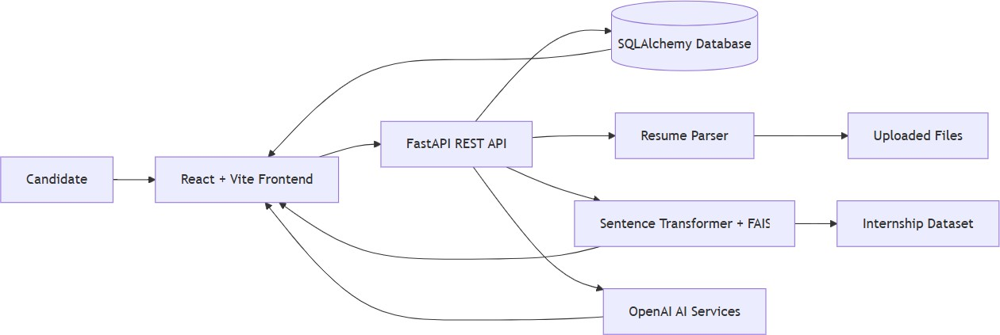 SQLAlchemy Database
FastAPI REST API
Resume Parser
Uploaded Files
Candidate
React + Vite Frontend
Sentence Transformer + FAIS
Internship Dataset
OpenAI AI Services